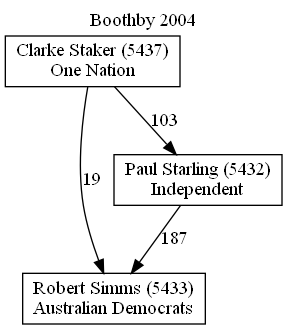 Boothby 2004
Clarke Staker (5437)
One Nation
103
Paul Starling (5432)
Independent
19
187
Robert Simms (5433)
Australian Democrats